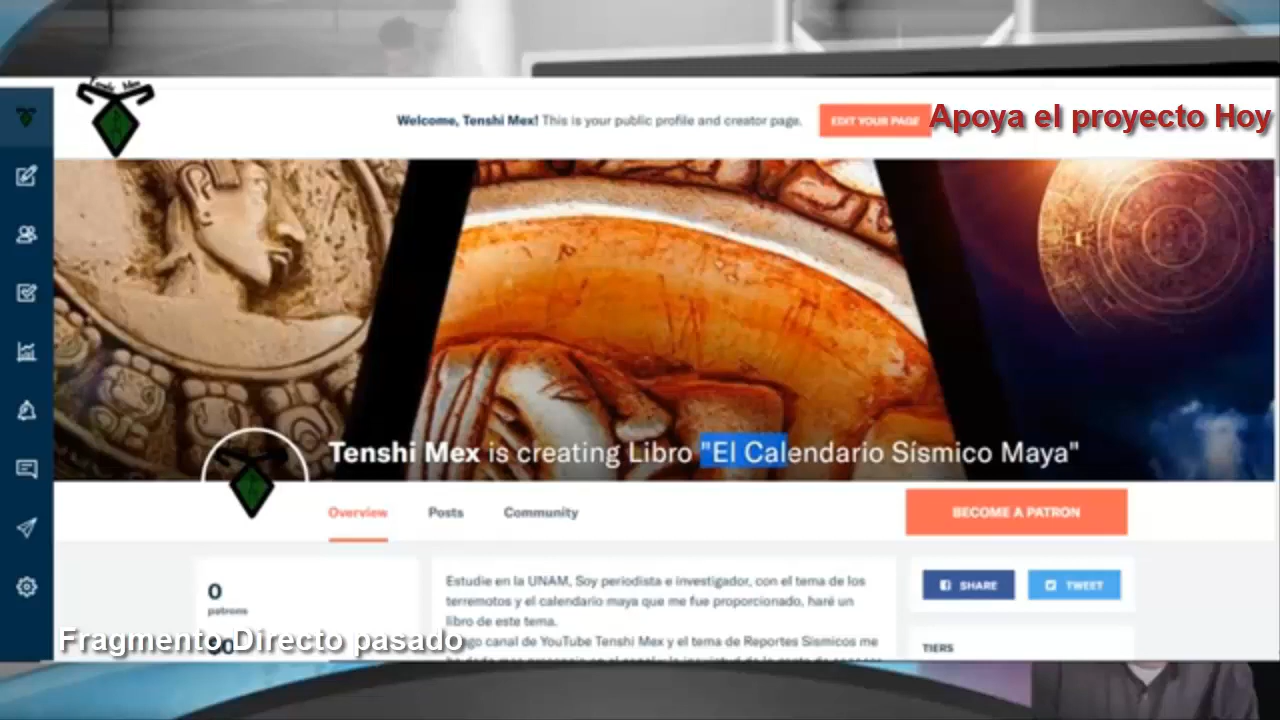 Welcome, Tenshi Mex! This is your public profile and creator page.
EDIT YOUR PAGE
Apoya el proyecto Hoy
Tenshi Mex is creating Libro "El Calendario Sísmico Maya"
Overview
Posts
Community
BECOME A PATRON
0
patrons
Estudie en la UNAM, Soy periodista e investigador, con el tema de los
terremotos y el calendario maya que me fue proporcionado, haré un
libro de este tema.
canal de YouTube Tenshi Mex y el tema de Reportes Sismicos me
SHARE
TWEET
TIERS
Fragmento Directo pasado